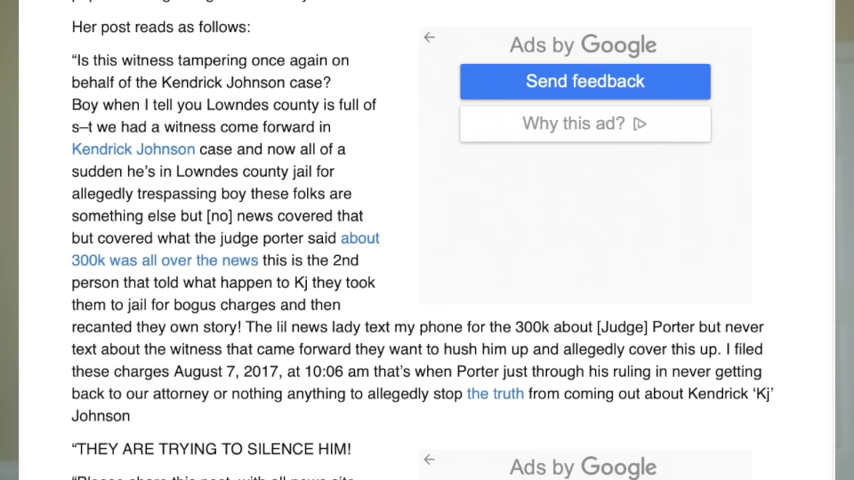 Her post reads as follows:
“Is this witness tampering once again on
behalf of the Kendrick Johnson case?
Boy when I tell you Lowndes county is full of
s–t we had a witness come forward in
Kendrick Johnson case and now all of a
sudden he’s in Lowndes county jail for
allegedly trespassing boy these folks are
something else but [no] news covered that
but covered what the judge porter said about
300k was all over the news this is the 2nd
person that told what happen to Kj they took
them to jail for bogus charges and then
recanted they own story! The lil news lady text my phone for the 300k about [Judge] Porter but never
text about the witness that came forward they want to hush him up and allegedly cover this up. I filed
these charges August 7, 2017, at 10:06 am that’s when Porter just through his ruling in never getting
back to our attorney or nothing anything to allegedly stop the truth from coming out about Kendrick ‘Kj’
Johnson
“THEY ARE TRYING TO SILENCE HIM!
“Please share this post, with all news site
Ads by Google
Send feedback
Why this ad?
Ads by Google